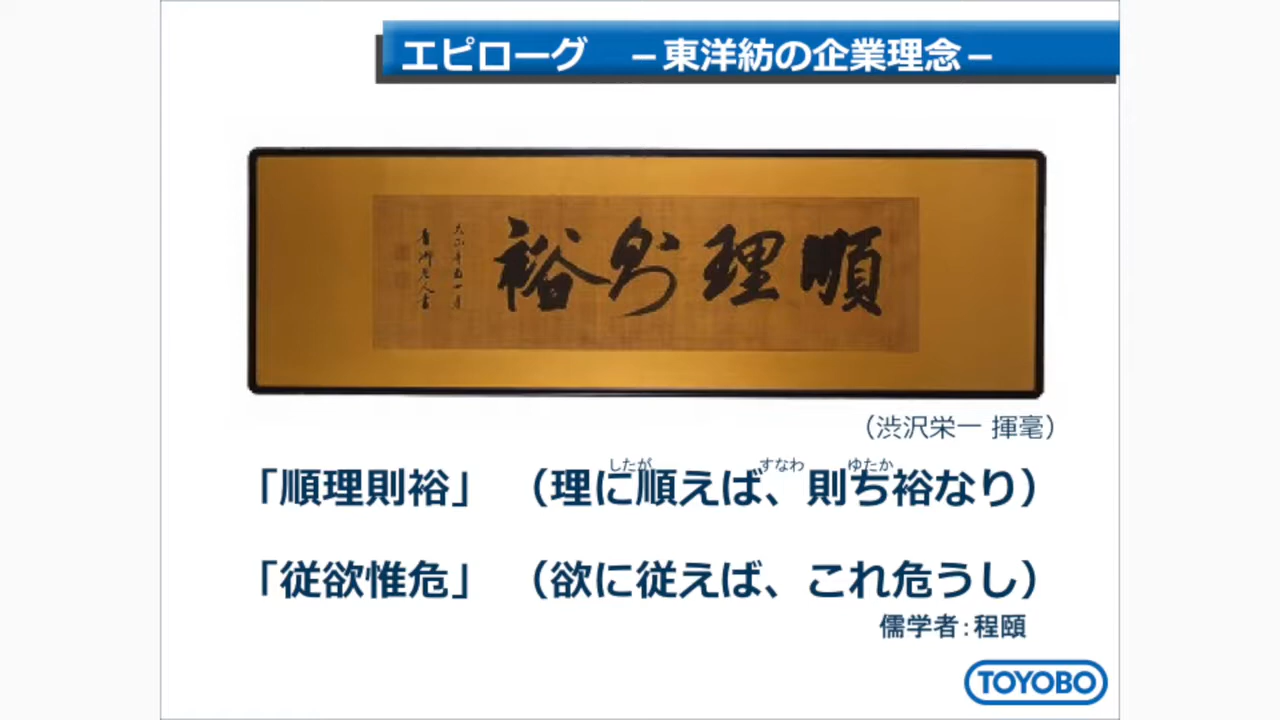 エピローグ －東洋紡の企業理念－
順理則裕
（渋沢栄一 揮毫）
「順理則裕」 （理に順えば、則ち裕なり）
したが すなわ ゆたか
「従欲惟危」 （欲に従えば、これ危うし）
儒学者：程頤
TOYOBO